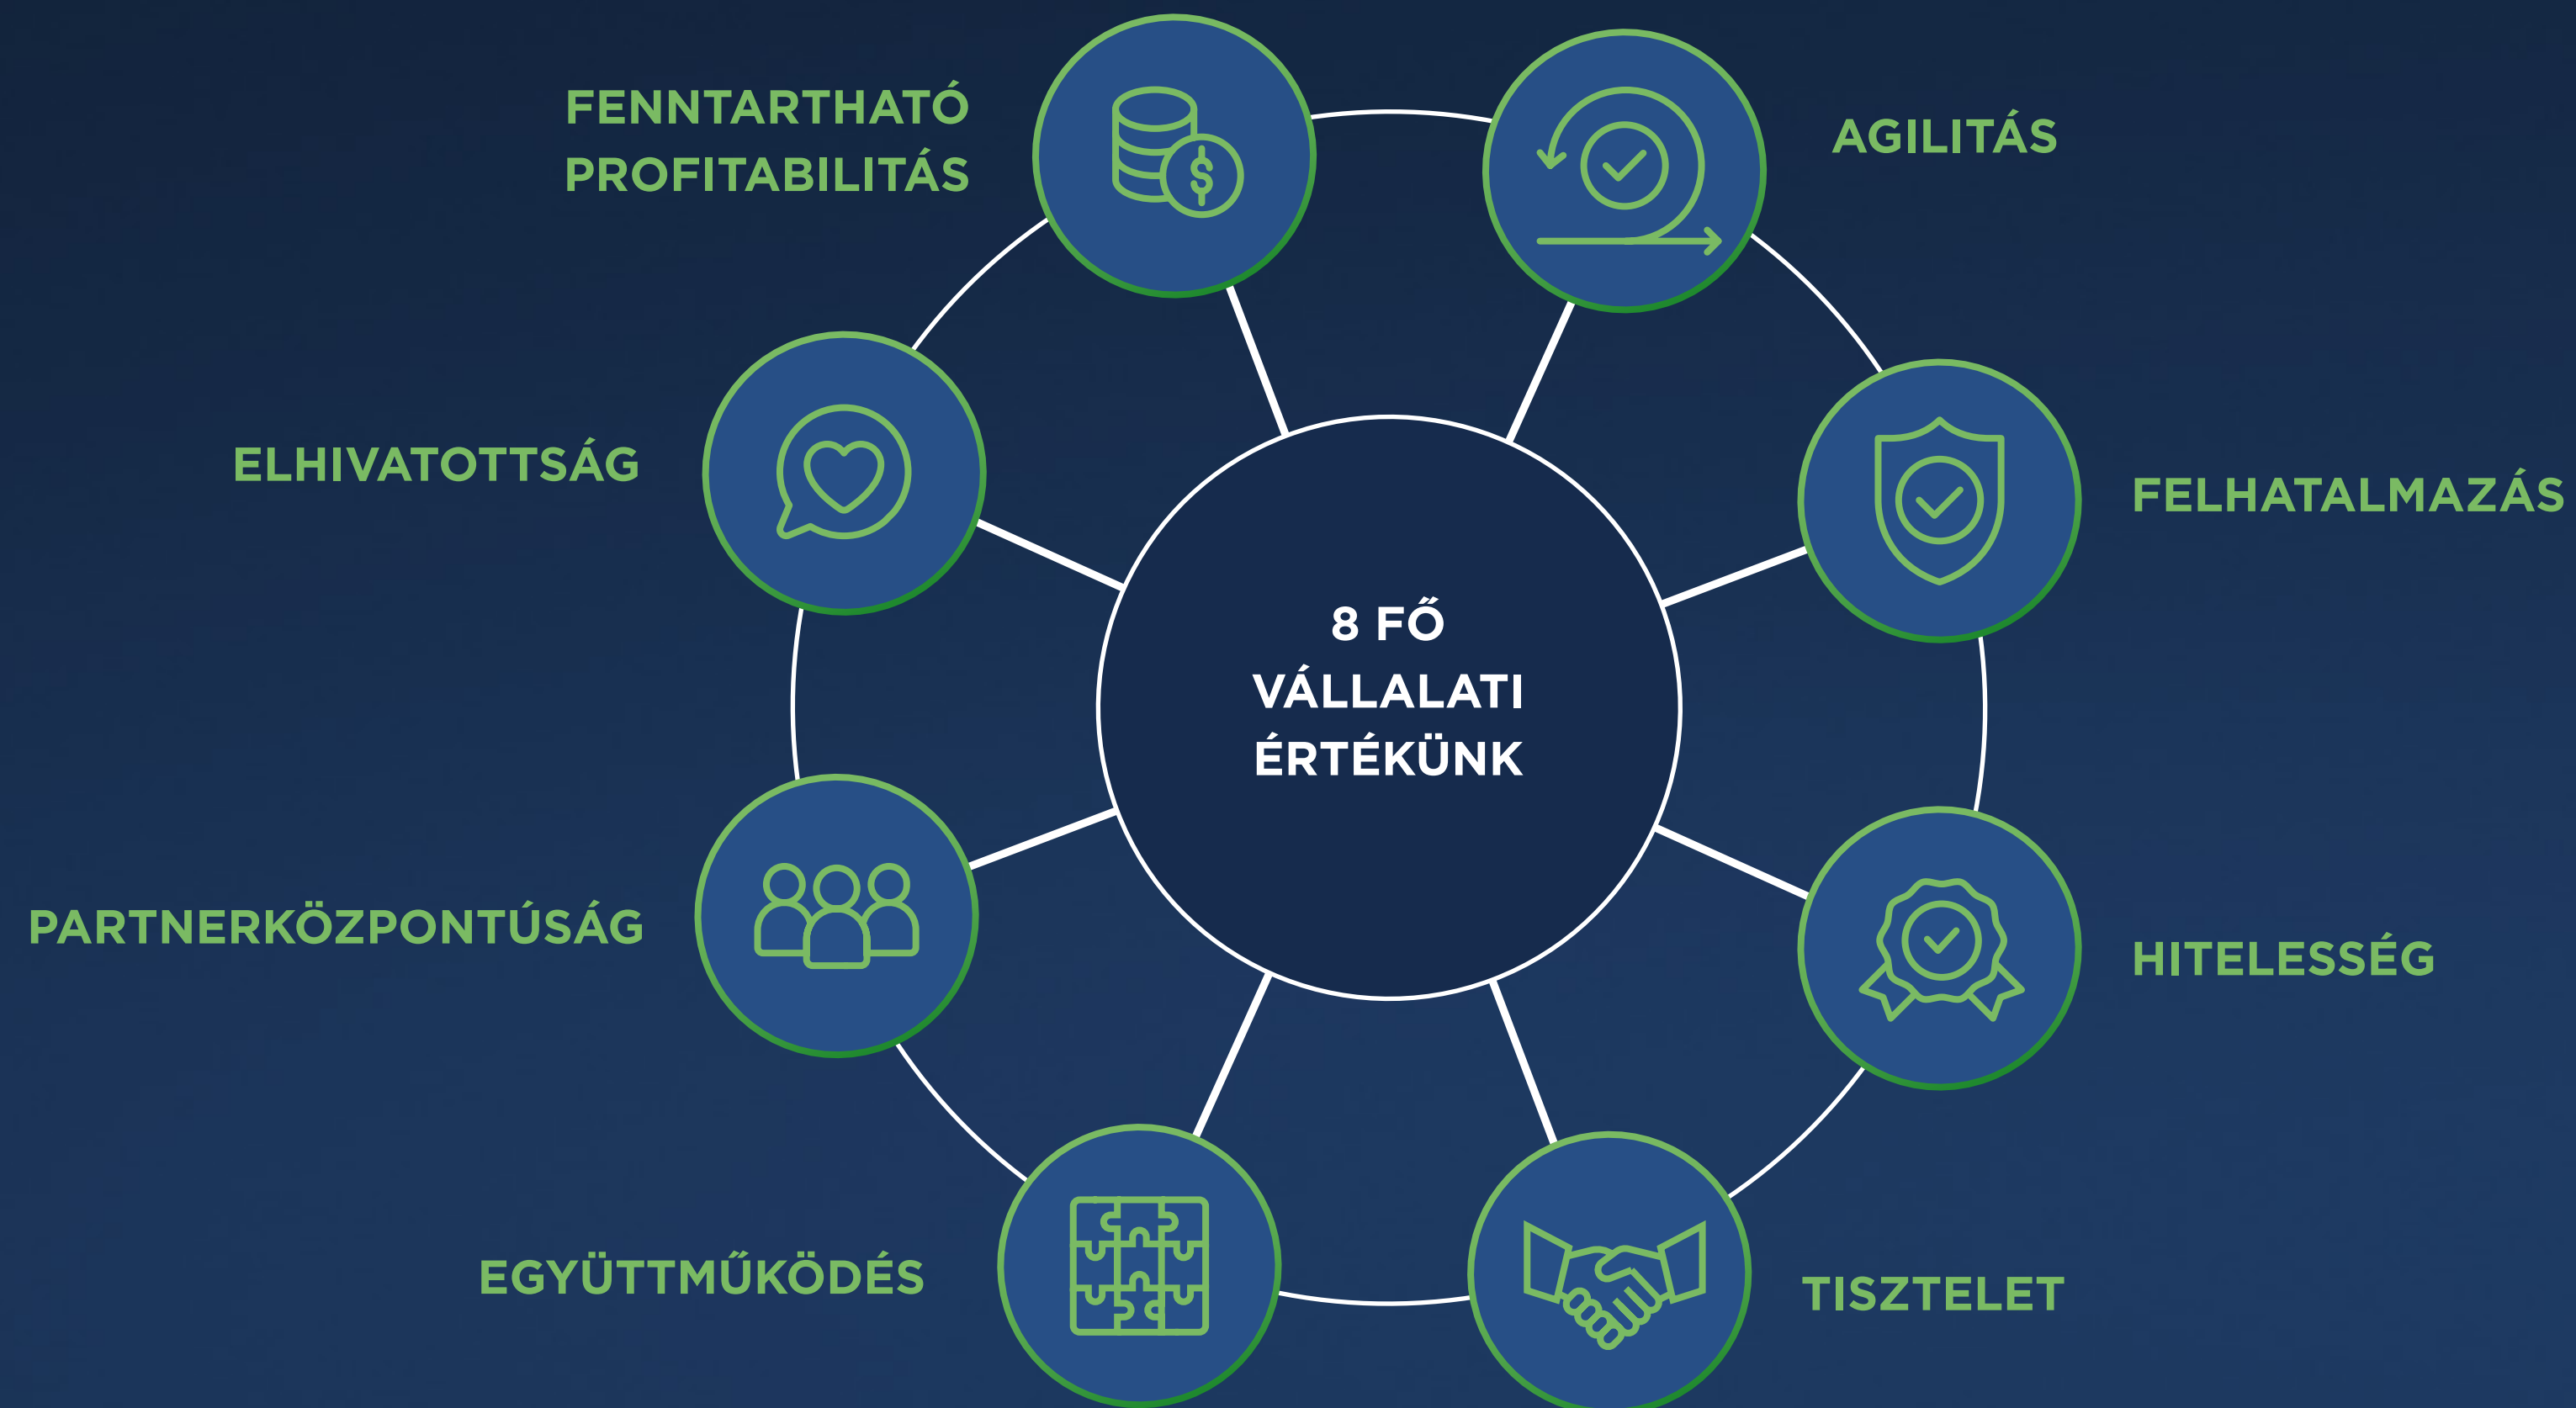 FENNTARTHATÓ
PROFITABILITÁS
AGILITÁS
ELHIVATOTTSÁG
FELHATALMAZÁS
8 FŐ
VÁLLALATI
ÉRTÉKÜNK
PARTNERKÖZPONTÚSÁG
HITELESSÉG
EGYÜTTMŰKÖDÉS
TISZTELET